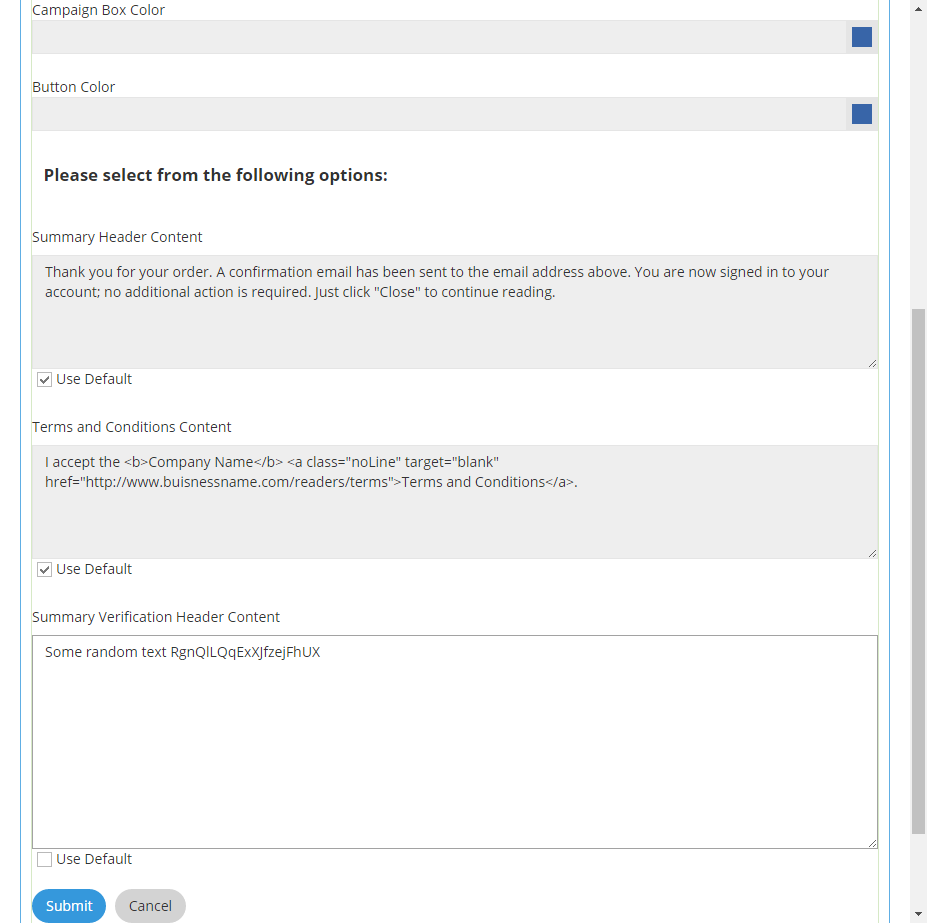 Campaign Box Color
Button Color
Please select from the following options:
Summary Header Content
Thank you for your order. A confirmation email has been sent to the email address above. You are now signed in to your
account; no additional action is required. Just click "Close" to continue reading.
Use Default
Terms and Conditions Content
I accept the <b>Company Name</b> <a class="noLine" target="blank"
href="http://www.buisnessname.com/readers/terms">Terms and Conditions</a>.
Use Default
Summary Verification Header Content
Some random text RgnQlLQqExXJfzejFhUX
Use Default
Submit Cancel